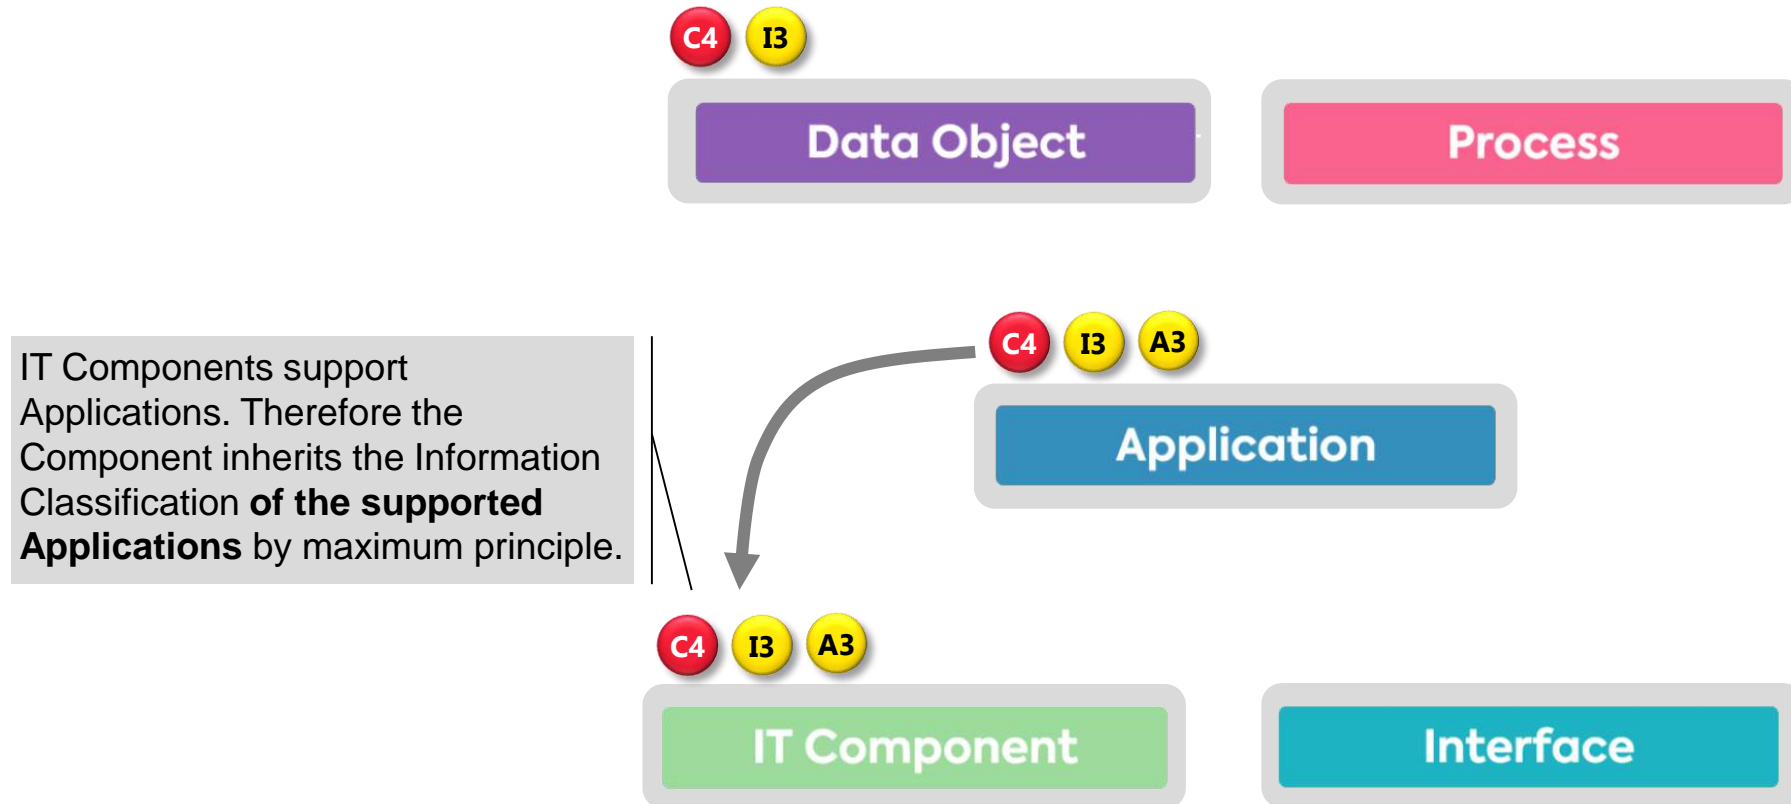 C4 I3
Data Object
Process
C4 I3 A3
Application
IT Components support
Applications. Therefore the
Component inherits the Information
Classification of the supported
Applications by maximum principle.
C4 I3 A3
IT Component
Interface